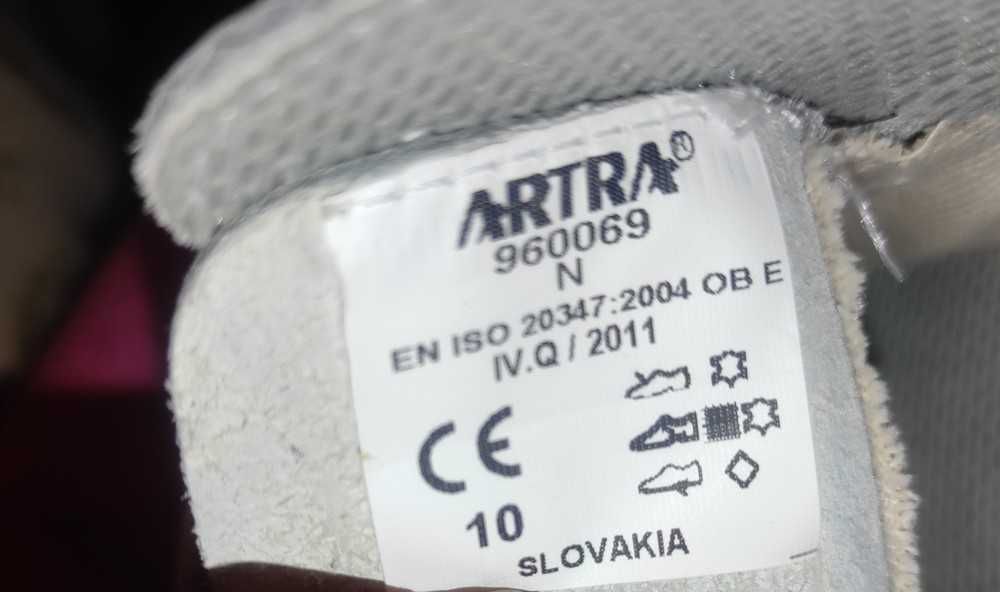 ARTRA®
960069
N
EN ISO 20347:2004 OB E
IV.Q / 2011
CE
10
SLOVAKIA